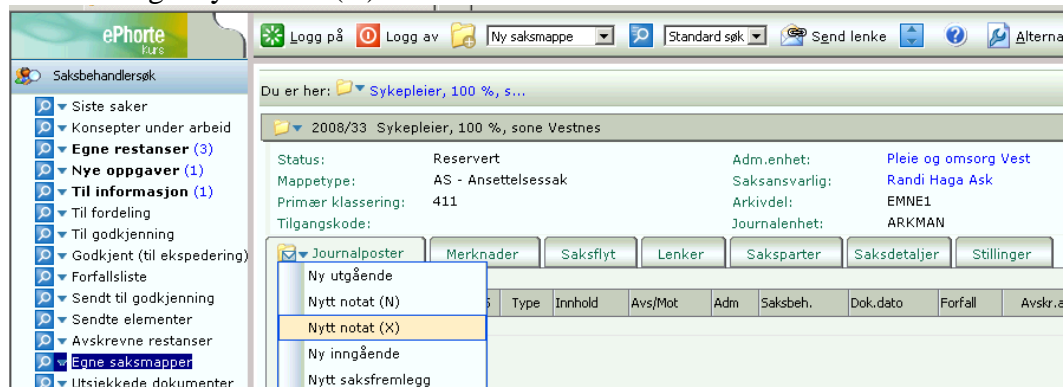 ePhorte
Kurs
Logg på Logg av Ny saksmappe Standard søk Send lenke Alterna
Saksbehandlersøk
Siste saker
Konsepter under arbeid
Egne restanser (3)
Nye oppgaver (1)
Til informasjon (1)
Til fordeling
Til godkjenning
Godkjent (til ekspedering)
Forfallsliste
Sendt til godkjenning
Sendte elementer
Avskrevne restanser
Egne saksmapper
Utsjekkede dokumenter
Du er her: Sykepleier, 100 %, s...
2008/33 Sykepleier, 100 %, sone Vestnes
Status: Reservert Adm.enhet: Pleie og omsorg Vest
Mappetype: AS - Ansettelsessak Saksansvarlig: Randi Haga Ask
Primær klassering: 411 Arkivdel: EMNE1
Tilgangskode: Journalenhet: ARKMAN
Journalposter Merknader Saksflyt Lenker Saksparter Saksdetaljer Stillinger
Type Innhold Avs/Mot Adm Saksbeh. Dok.dato Forfall Avskr.a
Ny utgående
Nytt notat (N)
Nytt notat (X)
Ny inngående
Nytt saksfremlegg